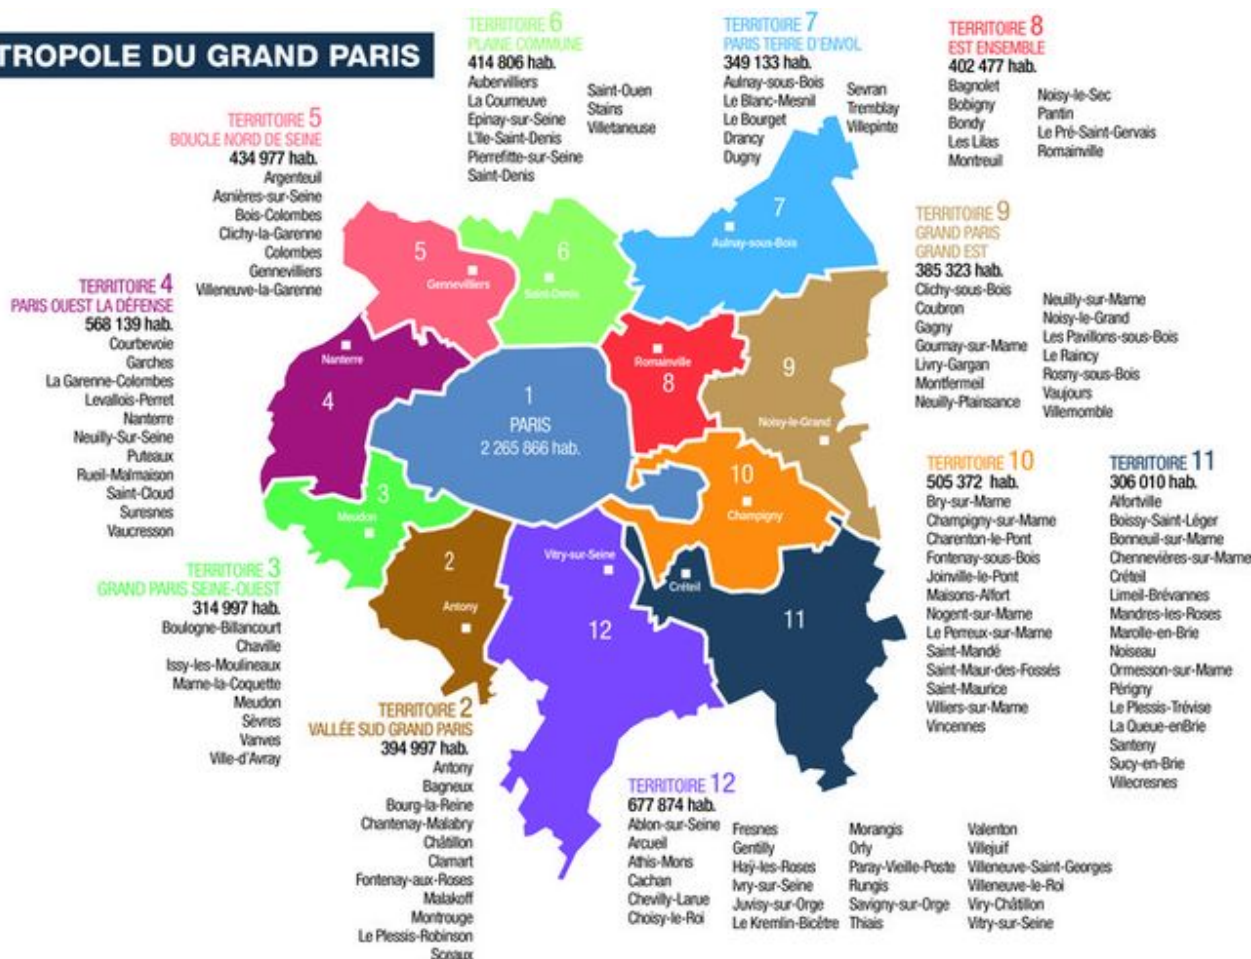 TROPOLE DU GRAND PARIS
TERRITOIRE 6
PLAINE COMMUNE
414 806 hab.
Aubervilliers
La Courneuve
Epinay-sur-Seine
L'Ile-Saint-Denis
Pierrefitte-sur-Seine
Saint-Denis
Saint-Ouen
Stains
Villetaneuse
TERRITOIRE 7
PARIS TERRE D'ENVOL
349 133 hab.
Aulnay-sous-Bois
Le Blanc-Mesnil
Le Bourget
Drancy
Dugny
Sevran
Tremblay
Villepinte
TERRITOIRE 8
EST ENSEMBLE
402 477 hab.
Bagnolet
Bobigny
Bondy
Les Lilas
Montreuil
Noisy-le-Sec
Pantin
Le Pré-Saint-Gervais
Romainville
TERRITOIRE 5
BOUCLE NORD DE SEINE
434 977 hab.
Argenteuil
Asnières-sur-Seine
Bois-Colombes
Clichy-la-Garenne
Colombes
Gennevilliers
Villeneuve-la-Garenne
TERRITOIRE 9
GRAND PARIS
GRAND EST
385 323 hab.
Clichy-sous-Bois
Coubron
Gagny
Gournay-sur-Marne
Livry-Gargan
Montfermeil
Neuilly-Plaisance
Neuilly-sur-Marne
Noisy-le-Grand
Les Pavillons-sous-Bois
Le Raincy
Rosny-sous-Bois
Vaujours
Villemomble
TERRITOIRE 4
PARIS OUEST LA DÉFENSE
568 139 hab.
Courbevoie
Garches
La Garenne-Colombes
Levallois-Perret
Nanterre
Neuilly-Sur-Seine
Puteaux
Rueil-Malmaison
Saint-Cloud
Suresnes
Vaucresson
5
Gennevilliers
6
Saint-Denis
7
Aulnay-sous-Bois
Nanterre
4
1
PARIS
2 265 866 hab.
Romainville
8
9
Noisy-le-Grand
10
Champigny
3
Meudon
2
Antony
Vitry-sur-Seine
12
Créteil
11
TERRITOIRE 10
505 372 hab.
Bry-sur-Marne
Champigny-sur-Marne
Charenton-le-Pont
Fontenay-sous-Bois
Joinville-le-Pont
Maisons-Alfort
Nogent-sur-Marne
Le Perreux-sur-Marne
Saint-Mandé
Saint-Maur-des-Fossés
Saint-Maurice
Villiers-sur-Marne
Vincennes
TERRITOIRE 11
306 010 hab.
Alfortville
Boissy-Saint-Léger
Bonneuil-sur-Marne
Chennevières-sur-Marne
Créteil
Limeil-Brévannes
Mandres-les-Roses
Marolle-en-Brie
Noiseau
Ormesson-sur-Marne
Périgny
Le Plessis-Trévise
La Queue-enBrie
Santeny
Sucy-en-Brie
Villecresnes
TERRITOIRE 3
GRAND PARIS SEINE-OUEST
314 997 hab.
Boulogne-Billancourt
Chaville
Issy-les-Moulineaux
Marne-la-Coquette
Meudon
Sèvres
Vanves
Ville-d'Avray
TERRITOIRE 2
VALLÉE SUD GRAND PARIS
394 997 hab.
Antony
Bagneux
Bourg-la-Reine
Chantenay-Malabry
Châtillon
Clamart
Fontenay-aux-Roses
Malakoff
Montrouge
Le Plessis-Robinson
Sceaux
TERRITOIRE 12
677 874 hab.
Ablon-sur-Seine
Arcueil
Athis-Mons
Cachan
Chevilly-Larue
Choisy-le-Roi
Fresnes
Gentilly
Haÿ-les-Roses
Ivry-sur-Seine
Juvisy-sur-Orge
Le Kremlin-Bicêtre
Morangis
Orly
Paray-Vieille-Poste
Rungis
Savigny-sur-Orge
Thiais
Valenton
Villejuif
Villeneuve-Saint-Georges
Villeneuve-le-Roi
Viry-Châtillon
Vitry-sur-Seine